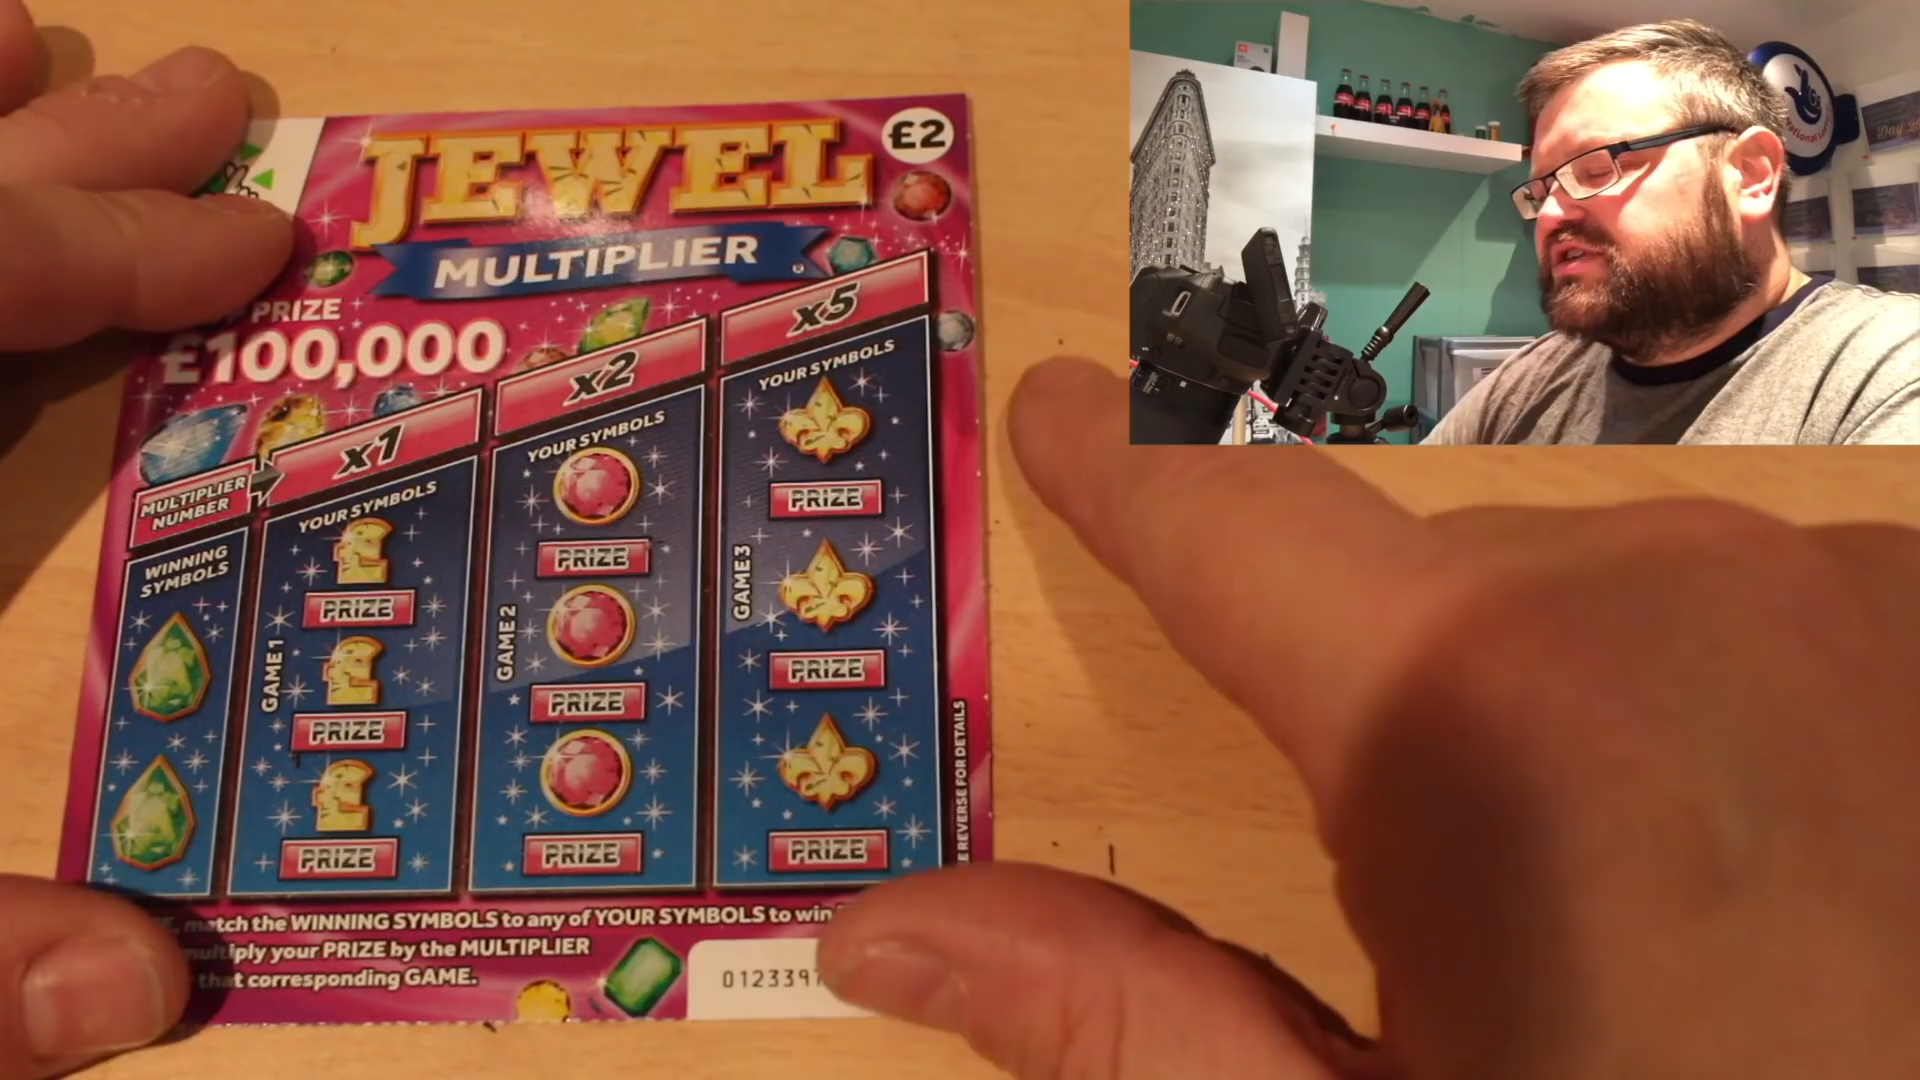 £2
JEWEL
MULTIPLIER
PRIZE
£100,000
MULTIPLIER
NUMBER
x1
x2
x5
WINNING
SYMBOLS
YOUR SYMBOLS
GAME 1
PRIZE
PRIZE
PRIZE
YOUR SYMBOLS
GAME 2
PRIZE
PRIZE
PRIZE
YOUR SYMBOLS
GAME 3
PRIZE
PRIZE
PRIZE
REVERSE FOR DETAILS
match the WINNING SYMBOLS to any of YOUR SYMBOLS to win
your PRIZE by the MULTIPLIER
that corresponding GAME.